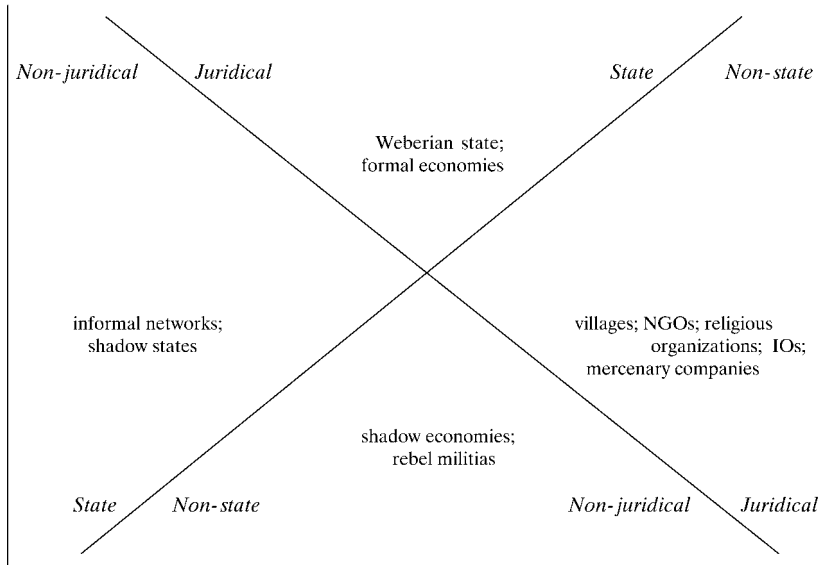 Non-juridical Juridical State Non-state
Weberian state;
formal economies
informal networks;
shadow states
villages; NGOs; religious
organizations; IOs;
mercenary companies
shadow economies;
rebel militias
State Non-state Non-juridical Juridical